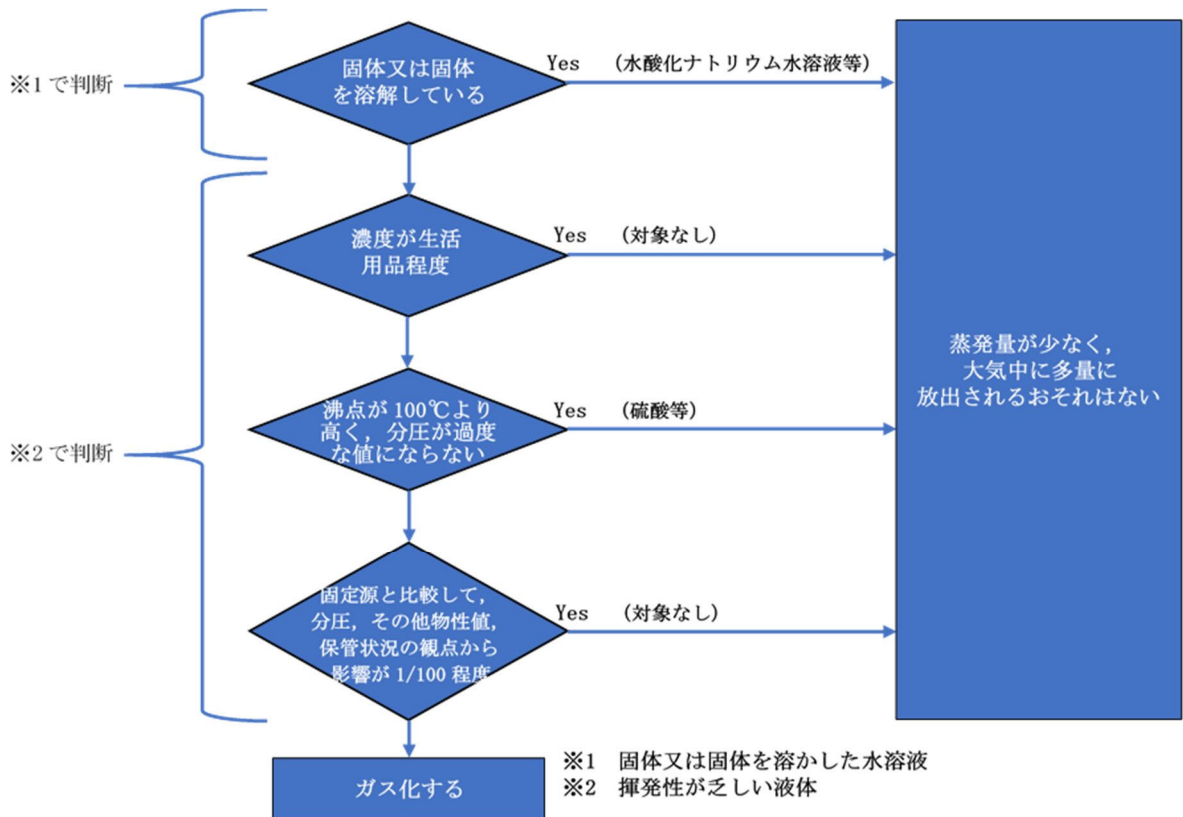 ※1で判断
固体又は固体
を溶解している
Yes （水酸化ナトリウム水溶液等）
濃度が生活
用品程度
Yes （対象なし）
蒸発量が少なく，
大気中に多量に
放出されるおそれはない
※2で判断
沸点が100℃より
高く，分圧が過度
な値にならない
Yes （硫酸等）
固定源と比較して，
分圧，その他物性値，
保管状況の観点から
影響が1/100程度
Yes （対象なし）
ガス化する
※1 固体又は固体を溶かした水溶液
※2 揮発性が乏しい液体